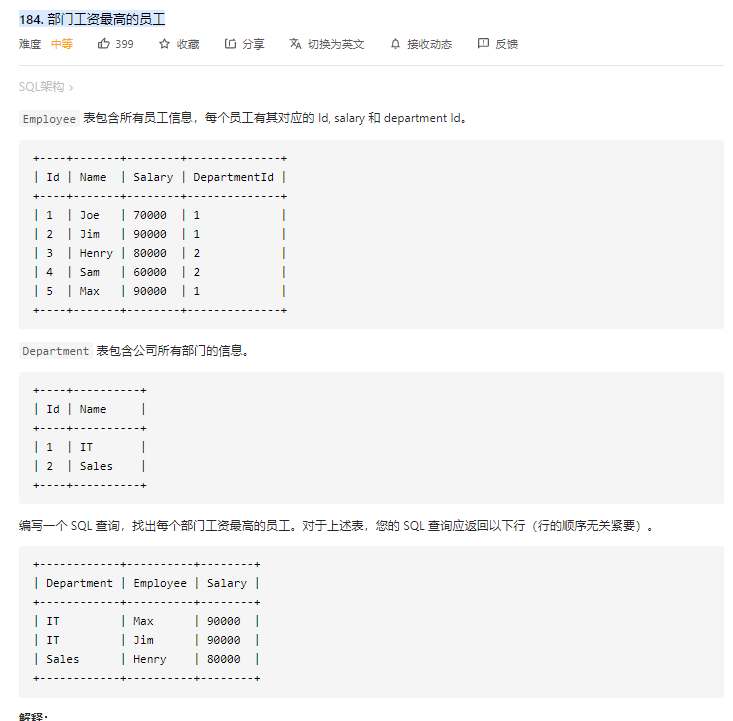 184. 部门工资最高的员工
难度 中等 399 收藏 分享 切换为英文 接收动态 反馈
SQL架构 ›
Employee 表包含所有员工信息，每个员工有其对应的 Id, salary 和 department Id。
+----+-------+--------+--------------+
| Id | Name  | Salary | DepartmentId |
+----+-------+--------+--------------+
| 1  | Joe   | 70000  | 1            |
| 2  | Jim   | 90000  | 1            |
| 3  | Henry | 80000  | 2            |
| 4  | Sam   | 60000  | 2            |
| 5  | Max   | 90000  | 1            |
+----+-------+--------+--------------+
Department 表包含公司所有部门的信息。
+----+----------+
| Id | Name     |
+----+----------+
| 1  | IT       |
| 2  | Sales    |
+----+----------+
编写一个 SQL 查询，找出每个部门工资最高的员工。对于上述表，您的 SQL 查询应返回以下行（行的顺序无关紧要）。
+------------+----------+--------+
| Department | Employee | Salary |
+------------+----------+--------+
| IT         | Max      | 90000  |
| IT         | Jim      | 90000  |
| Sales      | Henry    | 80000  |
+------------+----------+--------+
解释：